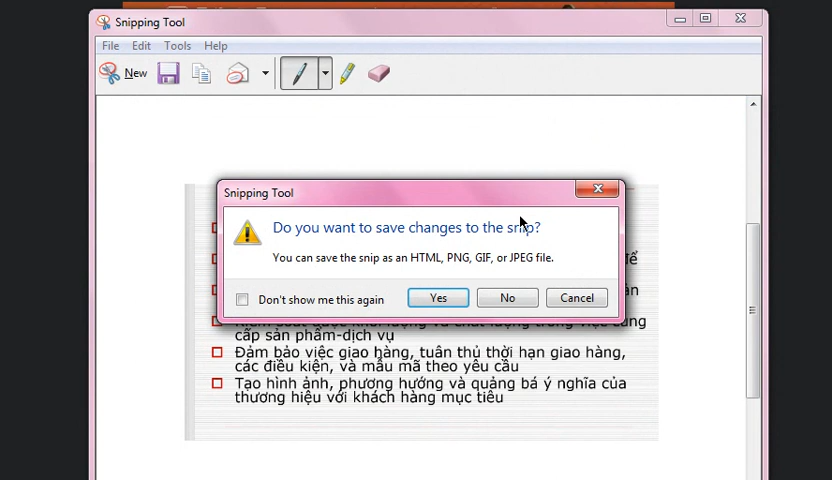 Snipping Tool
File Edit Tools Help
New
Snipping Tool
Do you want to save changes to the snip?
You can save the snip as an HTML, PNG, GIF, or JPEG file.
Don't show me this again Yes No Cancel
để
cấp sản phẩm-dịch vụ
Đảm bảo việc giao hàng, tuân thủ thời hạn giao hàng,
các điều kiện, và mẫu mã theo yêu cầu
Tạo hình ảnh, phương hướng và quảng bá ý nghĩa của
thương hiệu với khách hàng mục tiêu